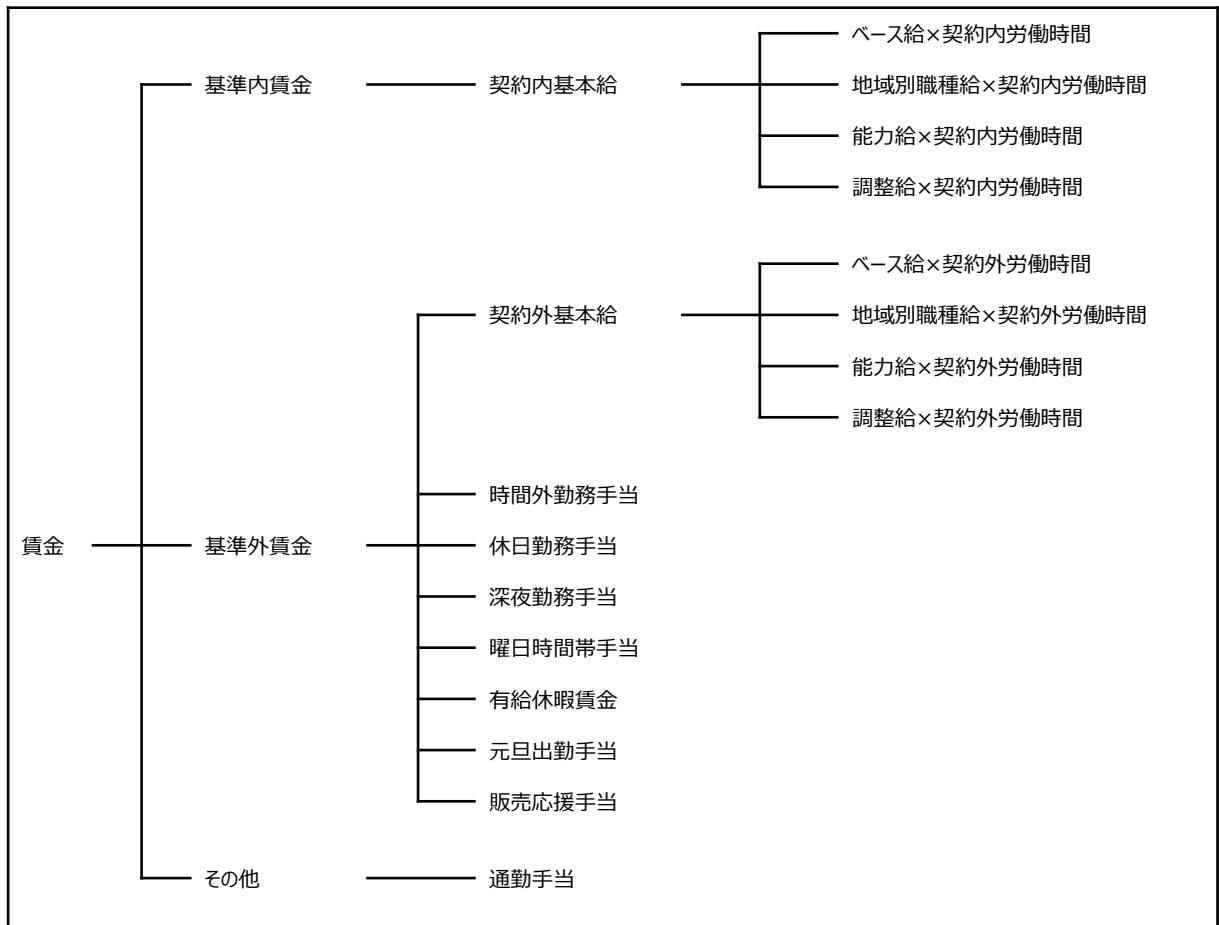 ベース給×契約内労働時間
基準内賃金 契約内基本給 地域別職種給×契約内労働時間
能力給×契約内労働時間
調整給×契約内労働時間
ベース給×契約外労働時間
契約外基本給 地域別職種給×契約外労働時間
能力給×契約外労働時間
調整給×契約外労働時間
時間外勤務手当
賃金 基準外賃金 休日勤務手当
深夜勤務手当
曜日時間帯手当
有給休暇賃金
元旦出勤手当
販売応援手当
その他 通勤手当